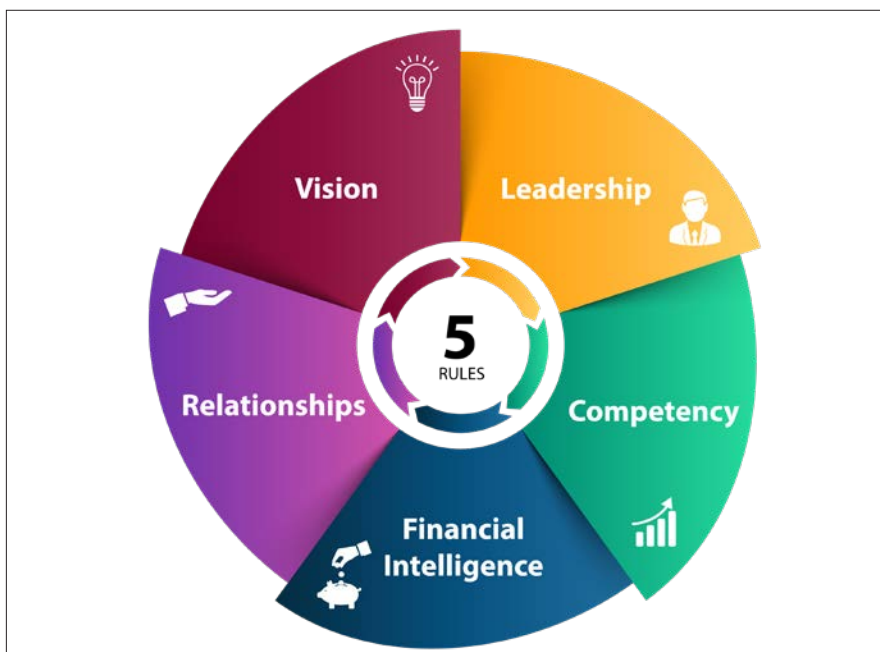 Vision
Leadership
5
RULES
Relationships
Competency
Financial
Intelligence